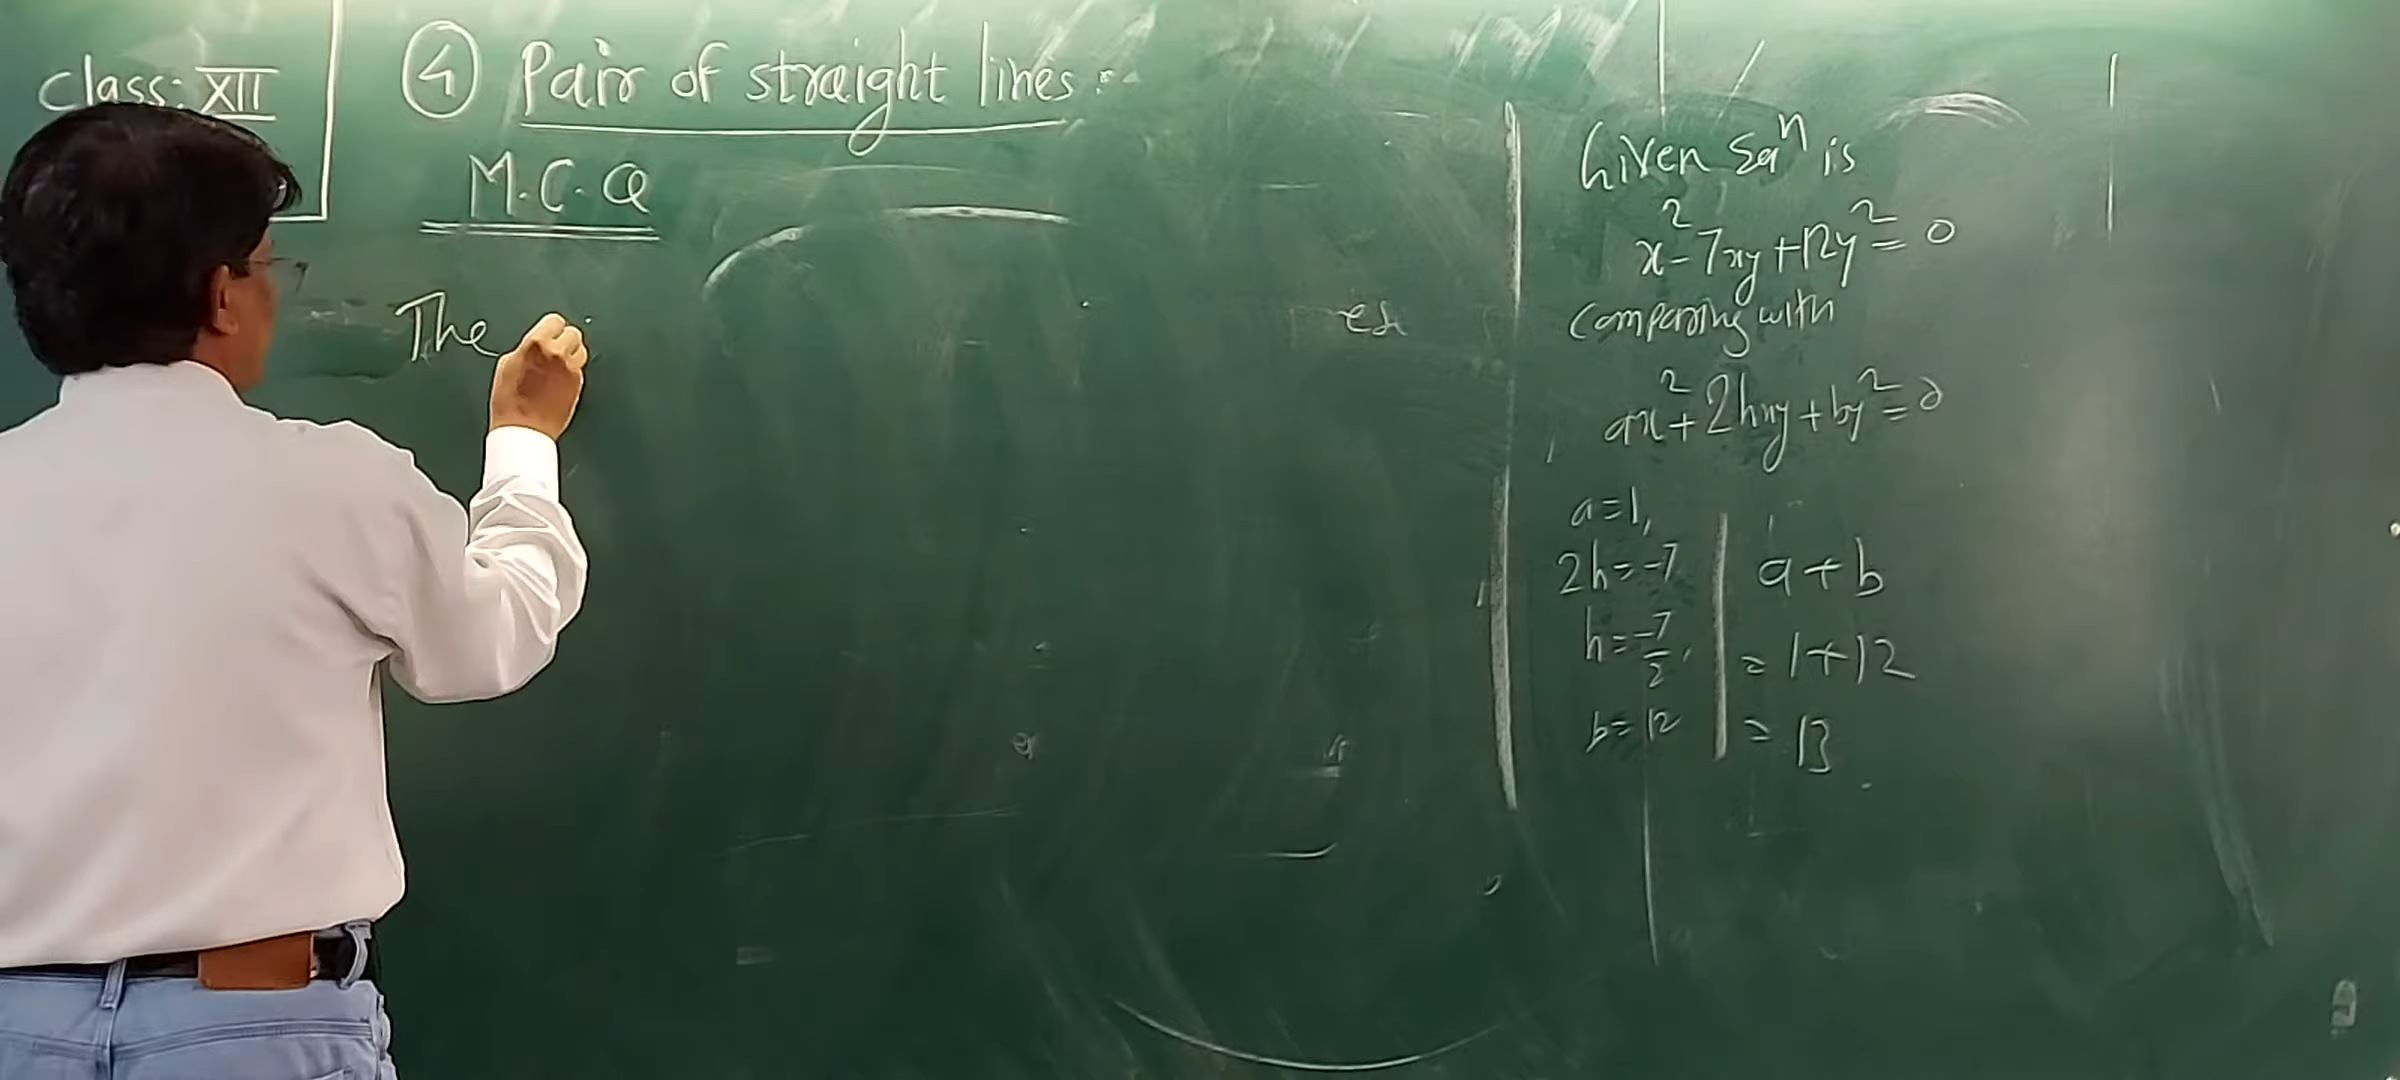 Class: XII
④ Pair of straight lines :-
M.C.Q
The
Given Eqⁿ is
x² - 7xy + 12y² = 0
comparing with
ax² + 2hxy + by² = 0
a = 1,
2h = -7
h = -7/2,
b = 12
a + b
= 1 + 12
= 13